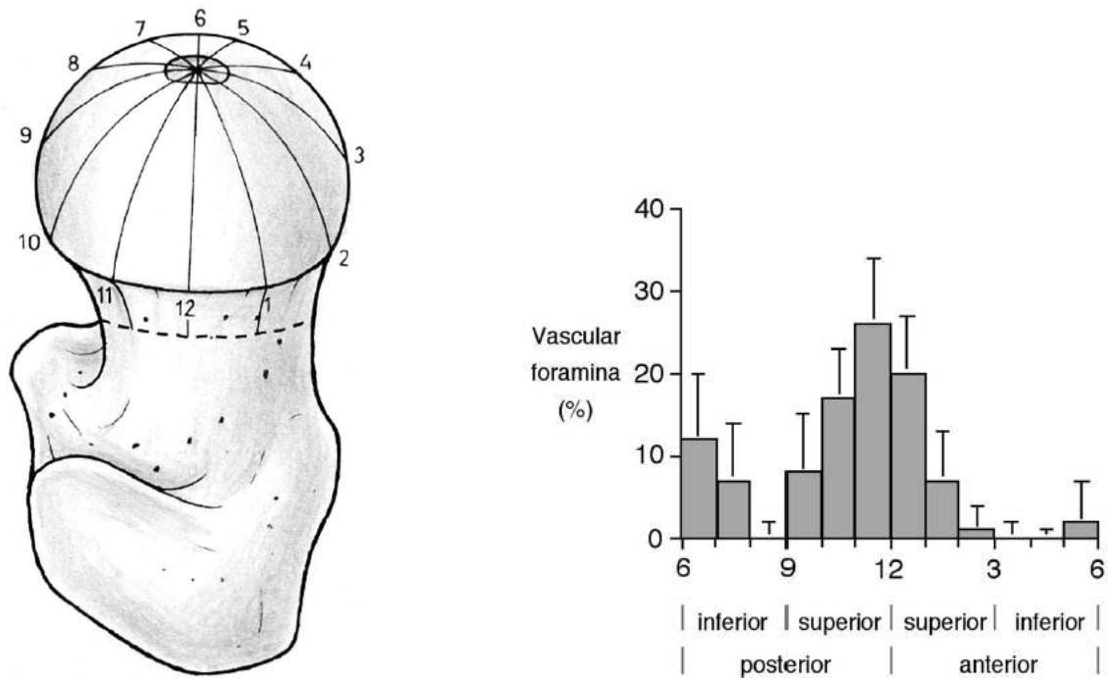 6
7 5
8 4
9 3
10 2
11 12 1
40
30
Vascular
foramina
(%)
20
10
0
6 9 12 3 6
| inferior | superior | superior | inferior |
| posterior | anterior |